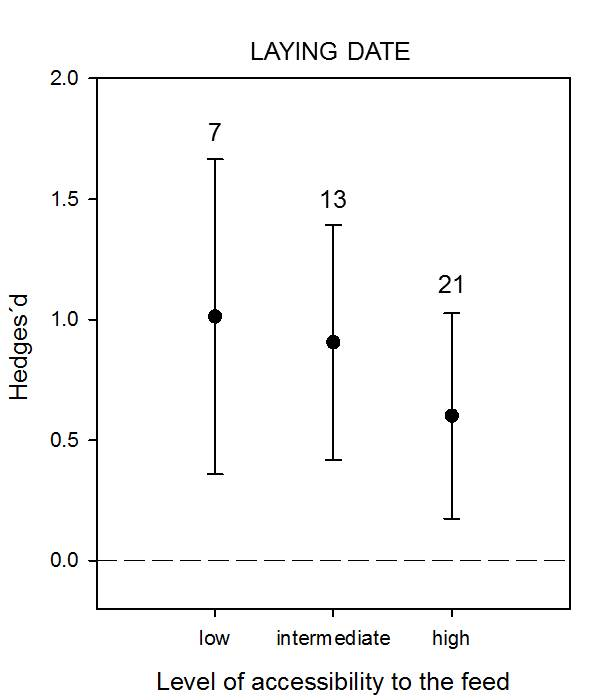 LAYING DATE
2.0
7
1.5
13
21
1.0
Hedges´d
0.5
0.0
low intermediate high
Level of accessibility to the feed